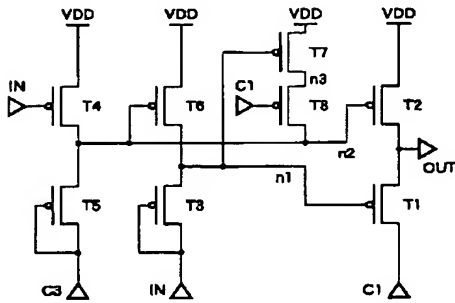 VDD VDD VDD VDD
IN T4 T6 C1 T7 n3 T8 T2
n2 OUT
n1
T5 T3 T1
C3 IN C1